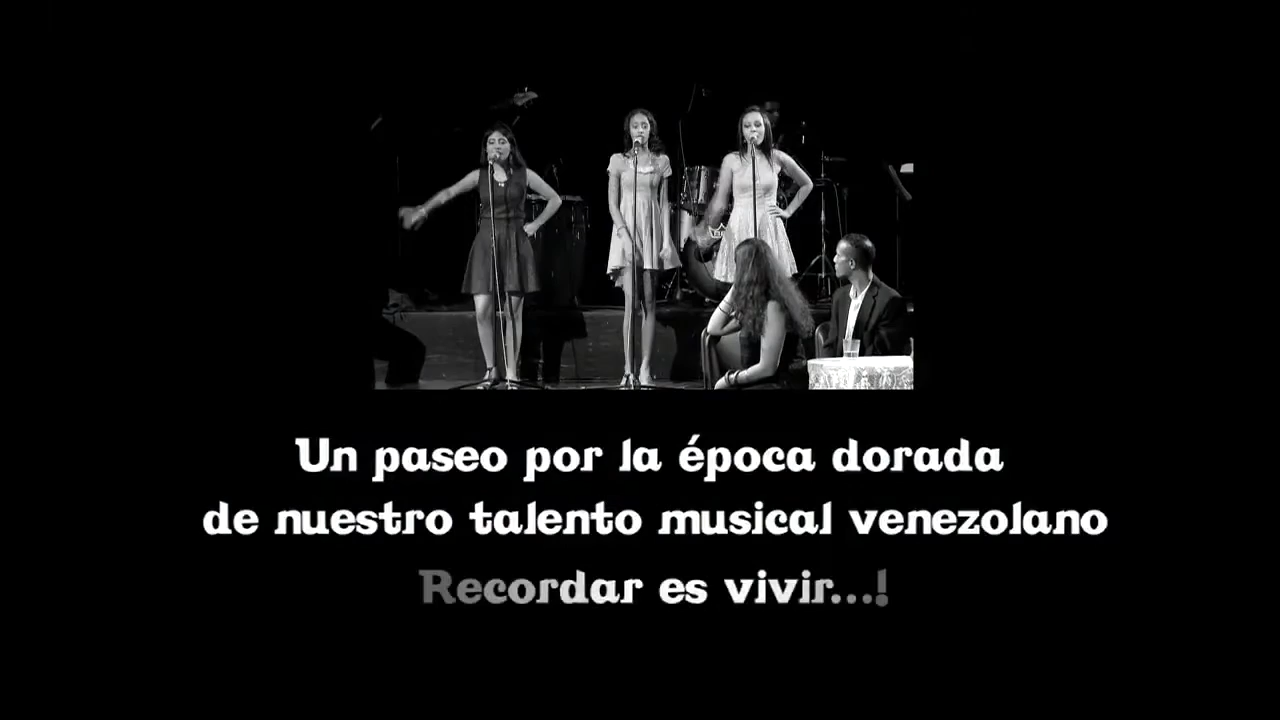 Un paseo por la época dorada
de nuestro talento musical venezolano
Recordar es vivir...!